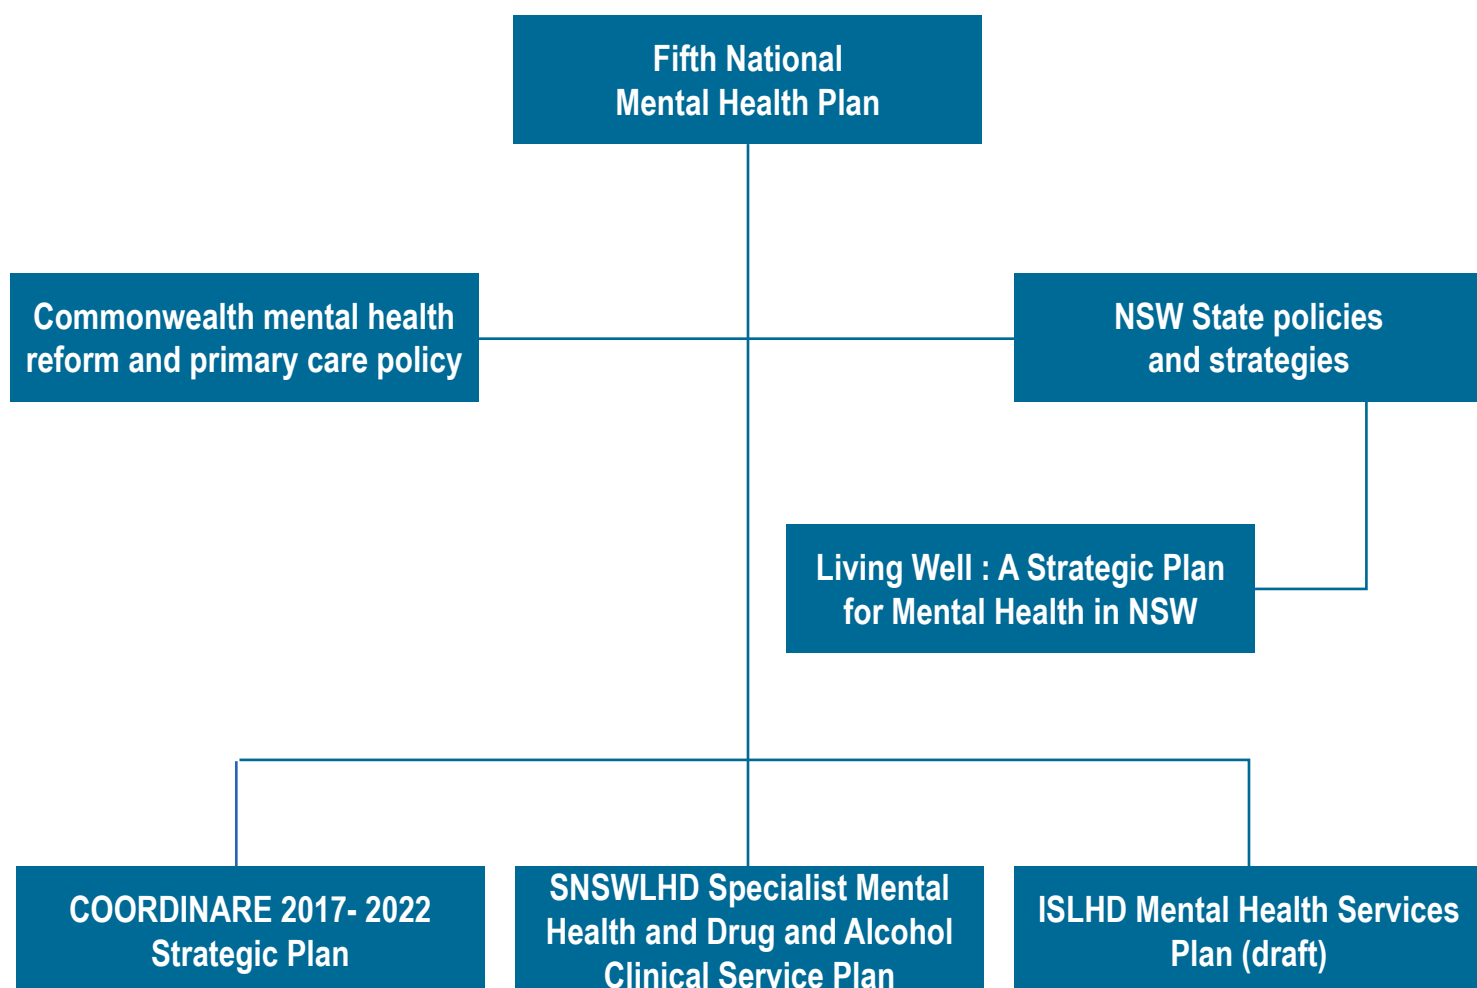 Fifth National
Mental Health Plan
Commonwealth mental health
reform and primary care policy
NSW State policies
and strategies
Living Well : A Strategic Plan
for Mental Health in NSW
COORDINARE 2017- 2022
Strategic Plan
SNSWLHD Specialist Mental
Health and Drug and Alcohol
Clinical Service Plan
ISLHD Mental Health Services
Plan (draft)